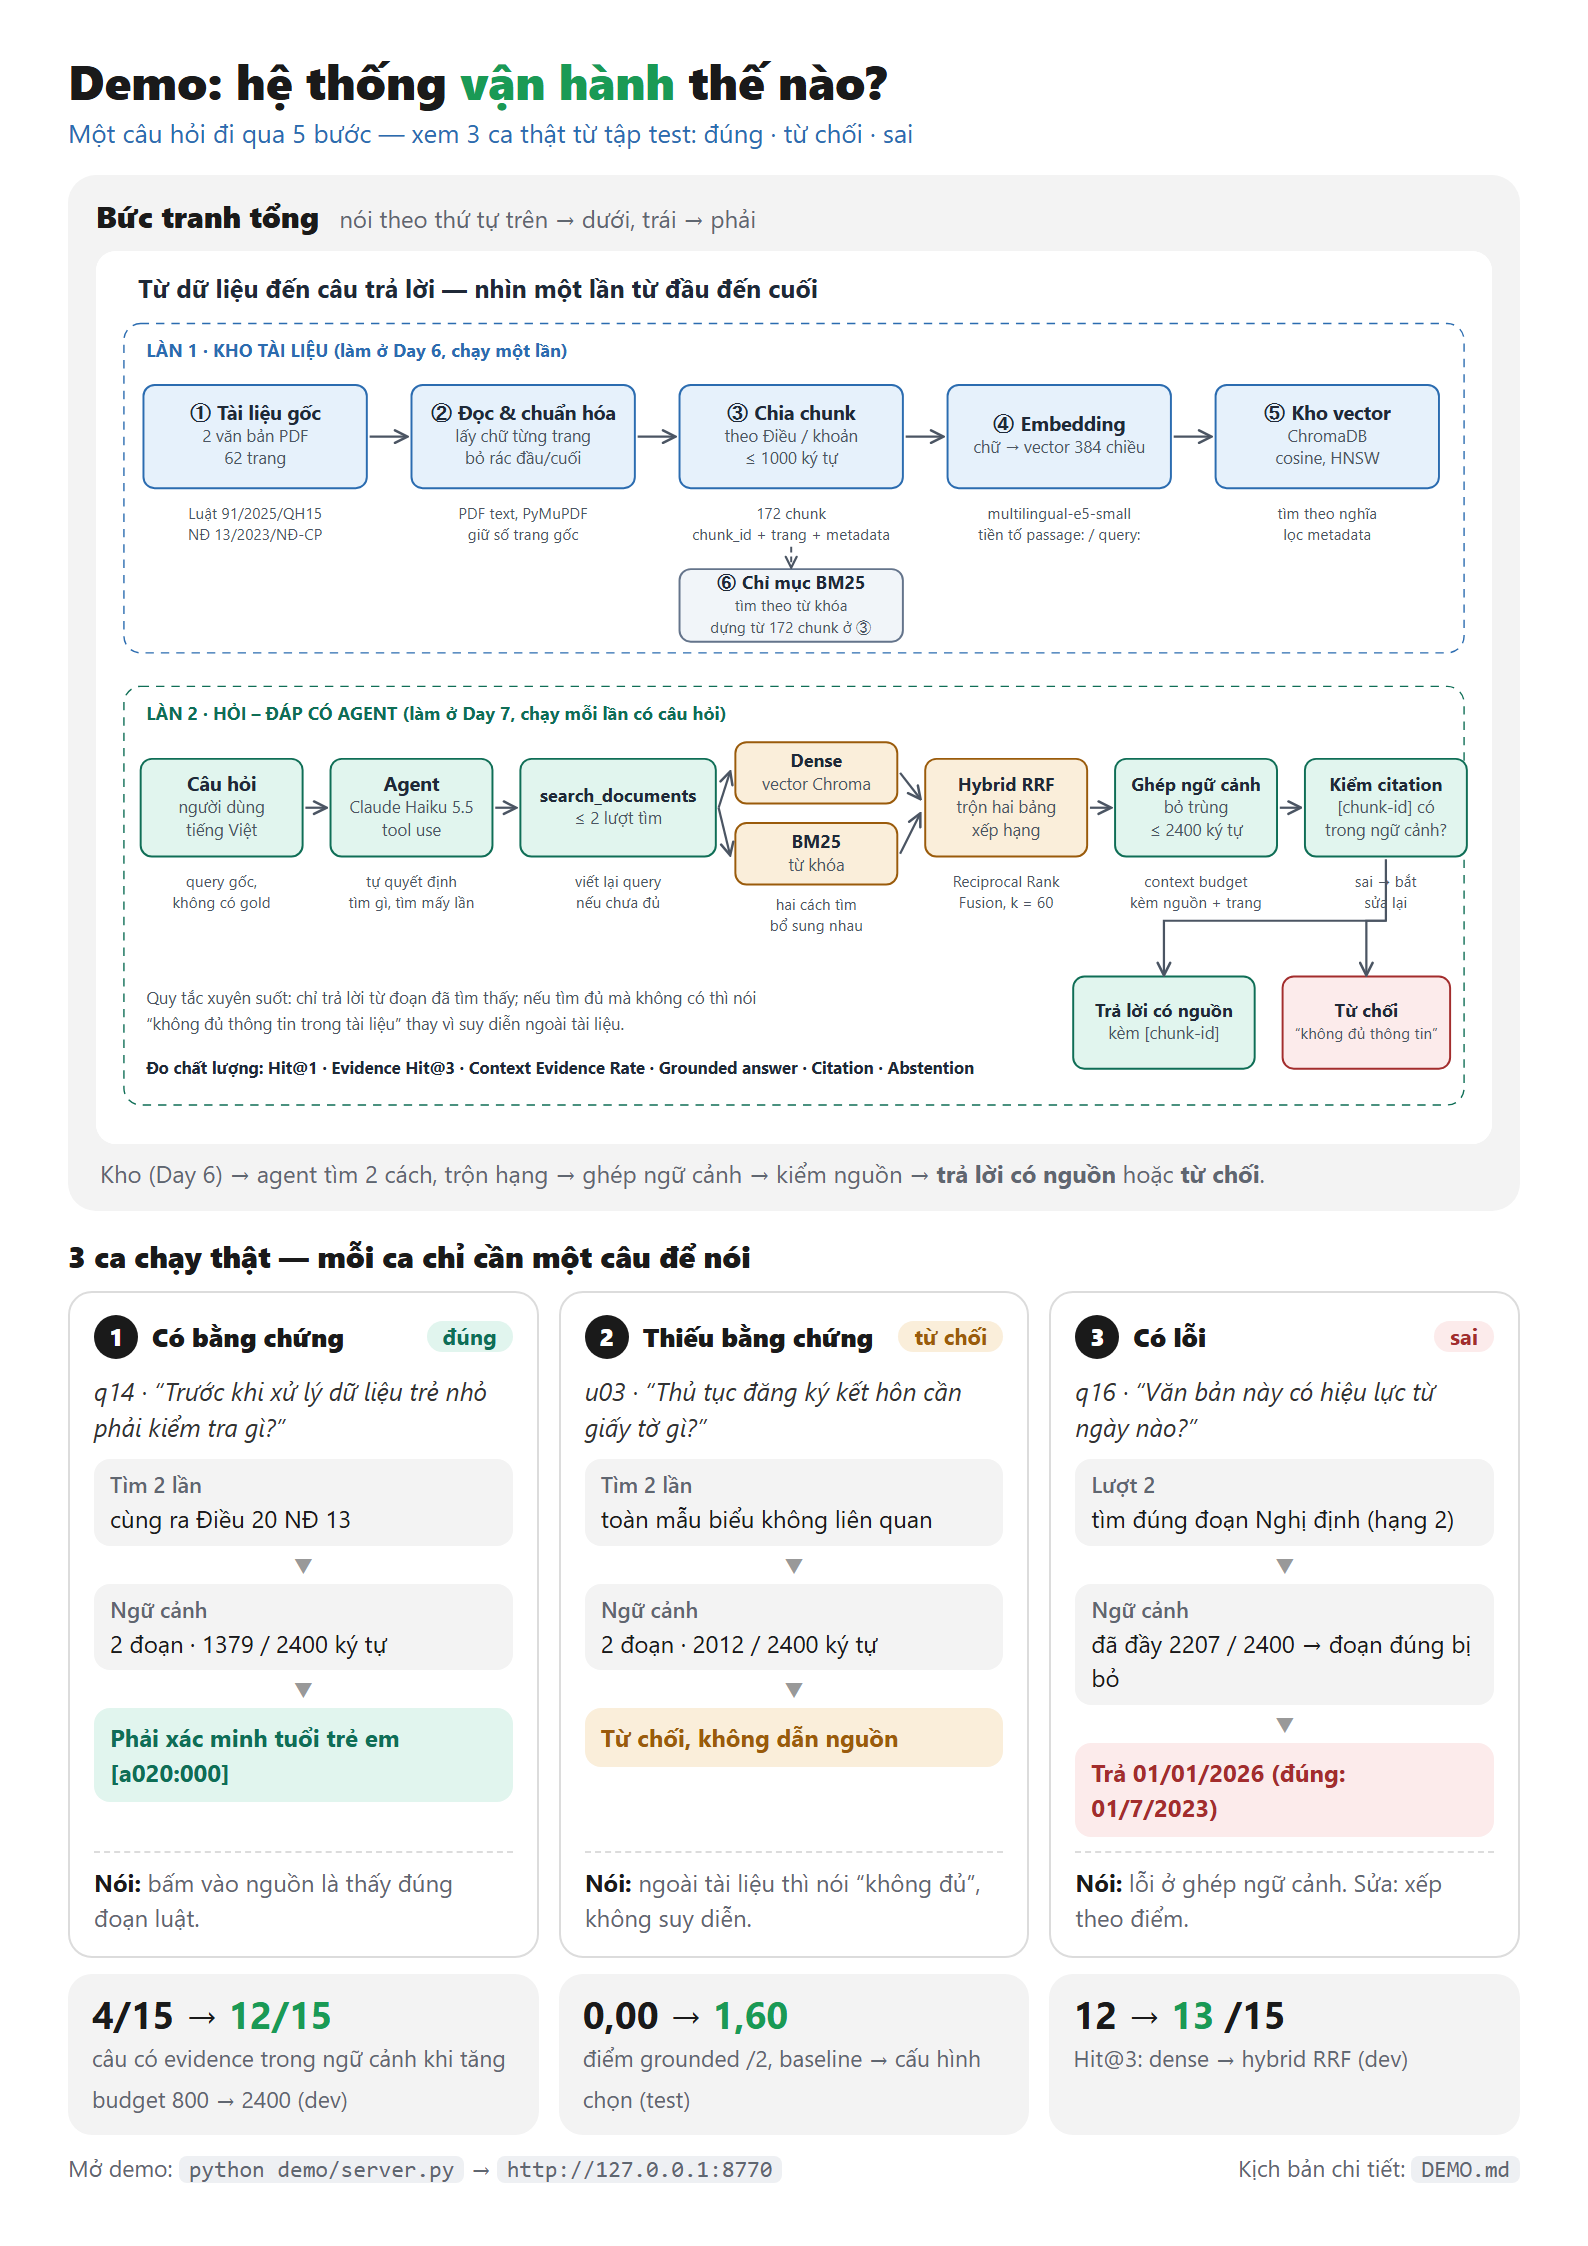 Demo: hệ thống vận hành thế nào?
Một câu hỏi đi qua 5 bước — xem 3 ca thật từ tập test: đúng · từ chối · sai
Bức tranh tổng nói theo thứ tự trên → dưới, trái → phải
Từ dữ liệu đến câu trả lời — nhìn một lần từ đầu đến cuối
LÀN 1 · KHO TÀI LIỆU (làm ở Day 6, chạy một lần)
① Tài liệu gốc
2 văn bản PDF
62 trang
Luật 91/2025/QH15
NĐ 13/2023/NĐ-CP
② Đọc & chuẩn hóa
lấy chữ từng trang
bỏ rác đầu/cuối
PDF text, PyMuPDF
giữ số trang gốc
③ Chia chunk
theo Điều / khoản
≤ 1000 ký tự
172 chunk
chunk_id + trang + metadata
④ Embedding
chữ → vector 384 chiều
multilingual-e5-small
tiền tố passage: / query:
⑤ Kho vector
ChromaDB
cosine, HNSW
tìm theo nghĩa
lọc metadata
⑥ Chỉ mục BM25
tìm theo từ khóa
dựng từ 172 chunk ở ③
LÀN 2 · HỎI – ĐÁP CÓ AGENT (làm ở Day 7, chạy mỗi lần có câu hỏi)
Câu hỏi
người dùng
tiếng Việt
query gốc,
không có gold
Agent
Claude Haiku 5.5
tool use
tự quyết định
tìm gì, tìm mấy lần
search_documents
≤ 2 lượt tìm
viết lại query
nếu chưa đủ
Dense
vector Chroma
BM25
từ khóa
hai cách tìm
bổ sung nhau
Hybrid RRF
trộn hai bảng
xếp hạng
Reciprocal Rank
Fusion, k = 60
Ghép ngữ cảnh
bỏ trùng
≤ 2400 ký tự
context budget
kèm nguồn + trang
Kiểm citation
[chunk-id] có
trong ngữ cảnh?
sai → bắt
sửa lại
Quy tắc xuyên suốt: chỉ trả lời từ đoạn đã tìm thấy; nếu tìm đủ mà không có thì nói
“không đủ thông tin trong tài liệu” thay vì suy diễn ngoài tài liệu.
Đo chất lượng: Hit@1 · Evidence Hit@3 · Context Evidence Rate · Grounded answer · Citation · Abstention
Trả lời có nguồn
kèm [chunk-id]
Từ chối
“không đủ thông tin”
Kho (Day 6) → agent tìm 2 cách, trộn hạng → ghép ngữ cảnh → kiểm nguồn → trả lời có nguồn hoặc từ chối.
3 ca chạy thật — mỗi ca chỉ cần một câu để nói
1 Có bằng chứng đúng
q14 · “Trước khi xử lý dữ liệu trẻ nhỏ
phải kiểm tra gì?”
Tìm 2 lần
cùng ra Điều 20 NĐ 13
▼
Ngữ cảnh
2 đoạn · 1379 / 2400 ký tự
▼
Phải xác minh tuổi trẻ em
[a020:000]
Nói: bấm vào nguồn là thấy đúng
đoạn luật.
2 Thiếu bằng chứng từ chối
u03 · “Thủ tục đăng ký kết hôn cần
giấy tờ gì?”
Tìm 2 lần
toàn mẫu biểu không liên quan
▼
Ngữ cảnh
2 đoạn · 2012 / 2400 ký tự
▼
Từ chối, không dẫn nguồn
Nói: ngoài tài liệu thì nói “không đủ”,
không suy diễn.
3 Có lỗi sai
q16 · “Văn bản này có hiệu lực từ
ngày nào?”
Lượt 2
tìm đúng đoạn Nghị định (hạng 2)
▼
Ngữ cảnh
đã đầy 2207 / 2400 → đoạn đúng bị
bỏ
▼
Trả 01/01/2026 (đúng:
01/7/2023)
Nói: lỗi ở ghép ngữ cảnh. Sửa: xếp
theo điểm.
4/15 → 12/15
câu có evidence trong ngữ cảnh khi tăng
budget 800 → 2400 (dev)
0,00 → 1,60
điểm grounded /2, baseline → cấu hình
chọn (test)
12 → 13 /15
Hit@3: dense → hybrid RRF (dev)
Mở demo: python demo/server.py → http://127.0.0.1:8770
Kịch bản chi tiết: DEMO.md